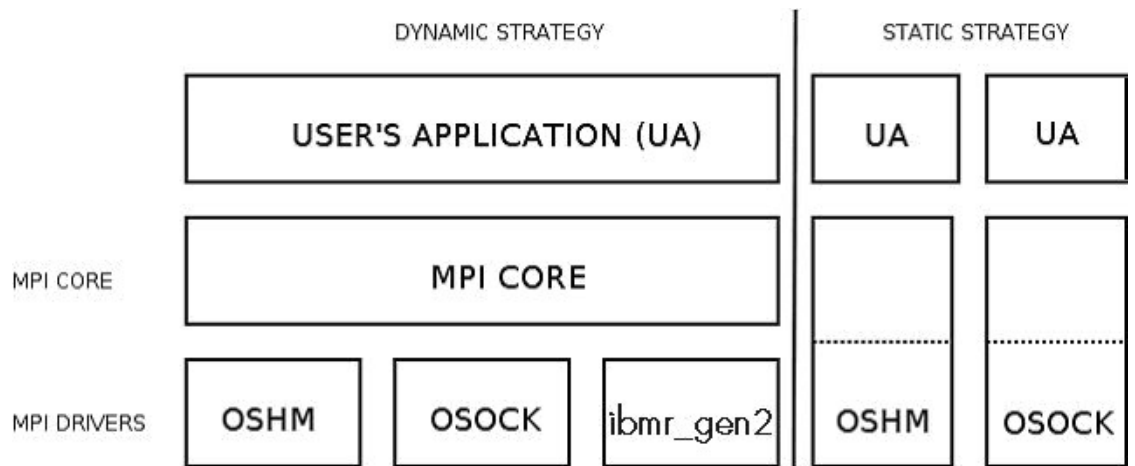 DYNAMIC STRATEGY
STATIC STRATEGY
USER'S APPLICATION (UA)
UA
UA
MPI CORE
MPI CORE
MPI DRIVERS
OSHM
OSOCK
ibmr_gen2
OSHM
OSOCK